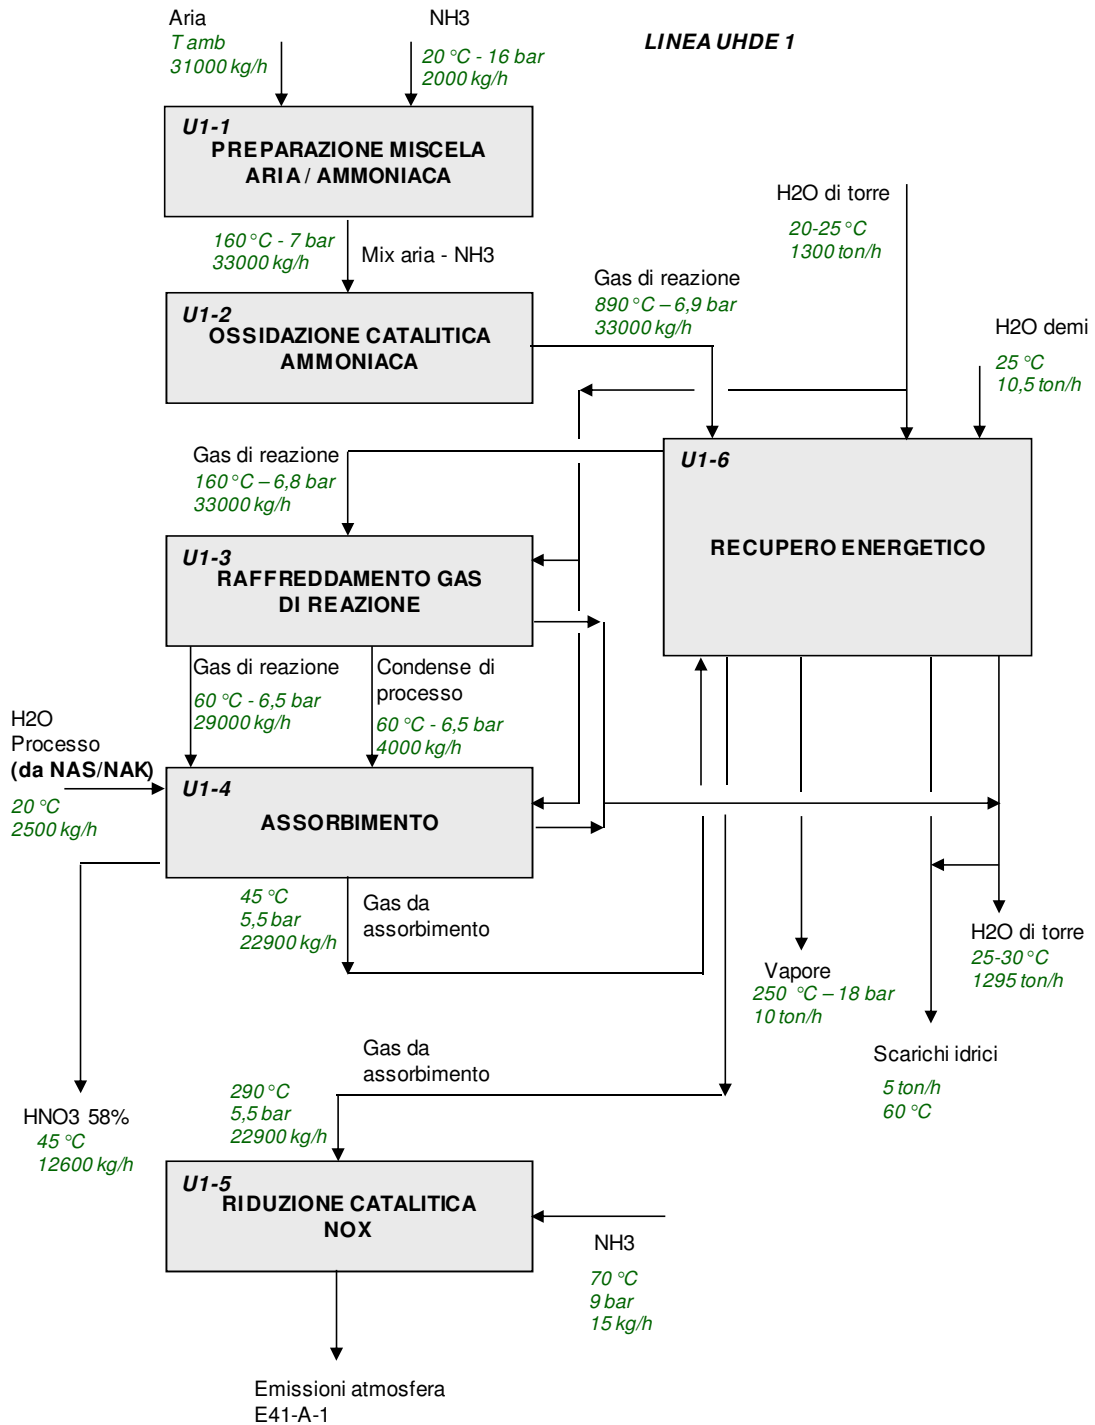 Aria
T amb
31000 kg/h
NH3
20 °C - 16 bar
2000 kg/h
LINEA UHDE 1
U1-1
PREPARAZIONE MISCELA
ARIA / AMMONIACA
160 °C - 7 bar
33000 kg/h
Mix aria - NH3
H2O di torre
20-25 °C
1300 ton/h
Gas di reazione
890 °C – 6,9 bar
33000 kg/h
H2O demi
25 °C
10,5 ton/h
U1-2
OSSIDAZIONE CATALITICA
AMMONIACA
Gas di reazione
160 °C – 6,8 bar
33000 kg/h
U1-6
RECUPERO ENERGETICO
U1-3
RAFFREDDAMENTO GAS
DI REAZIONE
Gas di reazione
60 °C - 6,5 bar
29000 kg/h
Condense di
processo
60 °C - 6,5 bar
4000 kg/h
H2O
Processo
(da NAS/NAK)
20 °C
2500 kg/h
U1-4
ASSORBIMENTO
45 °C
5,5 bar
22900 kg/h
Gas da
assorbimento
H2O di torre
25-30 °C
1295 ton/h
Vapore
250 °C – 18 bar
10 ton/h
Scarichi idrici
5 ton/h
60 °C
Gas da
assorbimento
290 °C
5,5 bar
22900 kg/h
HNO3 58%
45 °C
12600 kg/h
U1-5
RIDUZIONE CATALITICA
NOX
NH3
70 °C
9 bar
15 kg/h
Emissioni atmosfera
E41-A-1